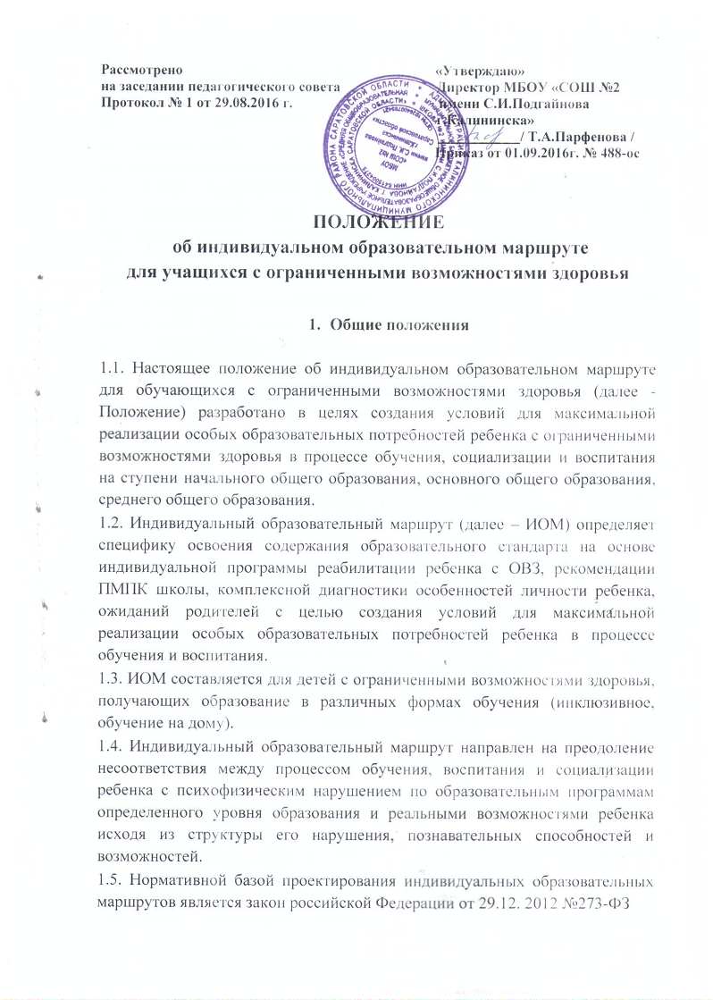 Рассмотрено
на заседании педагогического совета
Протокол № 1 от 29.08.2016 г.
«Утверждаю»
Директор МБОУ «СОШ №2
имени С.И.Подгайнова
г.Калининска»
/ Т.А.Парфенова /
Приказ от 01.09.2016г. № 488-ос
ПОЛОЖЕНИЕ
об индивидуальном образовательном маршруте
для учащихся с ограниченными возможностями здоровья
1. Общие положения
1.1. Настоящее положение об индивидуальном образовательном маршруте
для обучающихся с ограниченными возможностями здоровья (далее -
Положение) разработано в целях создания условий для максимальной
реализации особых образовательных потребностей ребенка с ограниченными
возможностями здоровья в процессе обучения, социализации и воспитания
на ступени начального общего образования, основного общего образования,
среднего общего образования.
1.2. Индивидуальный образовательный маршрут (далее – ИОМ) определяет
специфику освоения содержания образовательного стандарта на основе
индивидуальной программы реабилитации ребенка с ОВЗ, рекомендации
ПМПК школы, комплексной диагностики особенностей личности ребенка,
ожиданий родителей с целью создания условий для максимальной
реализации особых образовательных потребностей ребенка в процессе
обучения и воспитания.
1.3. ИОМ составляется для детей с ограниченными возможностями здоровья,
получающих образование в различных формах обучения (инклюзивное,
обучение на дому).
1.4. Индивидуальный образовательный маршрут направлен на преодоление
несоответствия между процессом обучения, воспитания и социализации
ребенка с психофизическим нарушением по образовательным программам
определенного уровня образования и реальными возможностями ребенка
исходя из структуры его нарушения, познавательных способностей и
возможностей.
1.5. Нормативной базой проектирования индивидуальных образовательных
маршрутов является закон российской Федерации от 29.12. 2012 №273-ФЗ